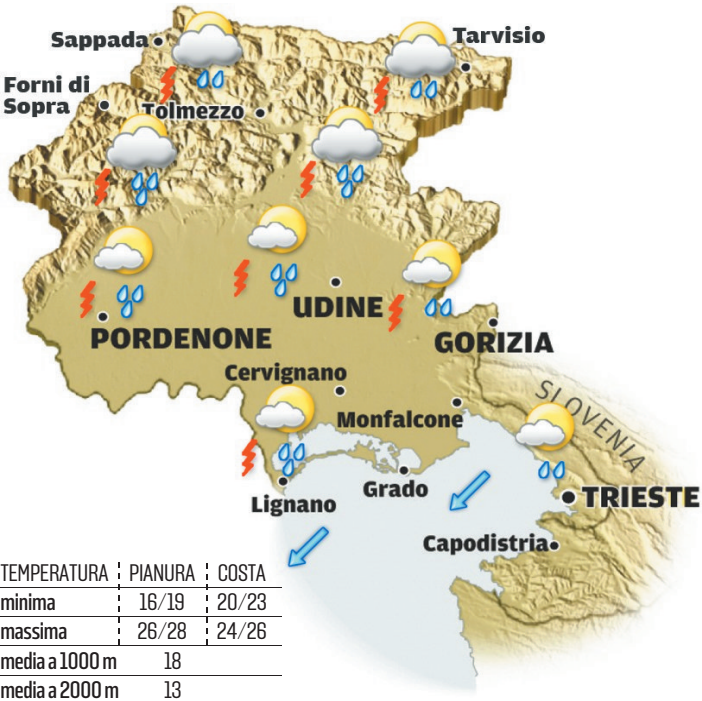 Sappada
Tarvisio
Forni di
Sopra
Tolmezzo
UDINE
PORDENONE
GORIZIA
Cervignano
SLOVENIA
Monfalcone
Grado
Lignano
TRIESTE
Capodistria
TEMPERATURA PIANURA COSTA
minima 16/19 20/23
massima 26/28 24/26
media a 1000 m 18
media a 2000 m 13